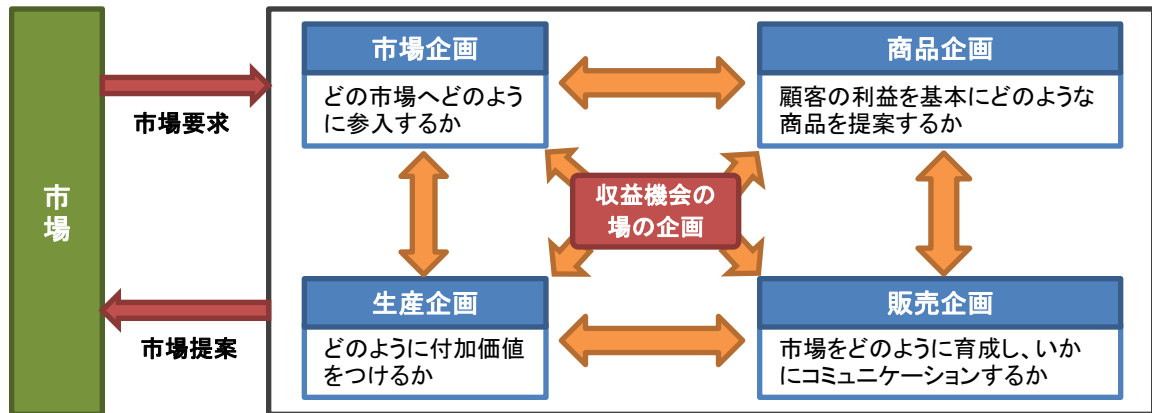 市場
市場要求
市場提案
市場企画
どの市場へどのよう
に参入するか
商品企画
顧客の利益を基本にどのような
商品を提案するか
収益機会の
場の企画
生産企画
どのように付加価値
をつけるか
販売企画
市場をどのように育成し、いか
にコミュニケーションするか